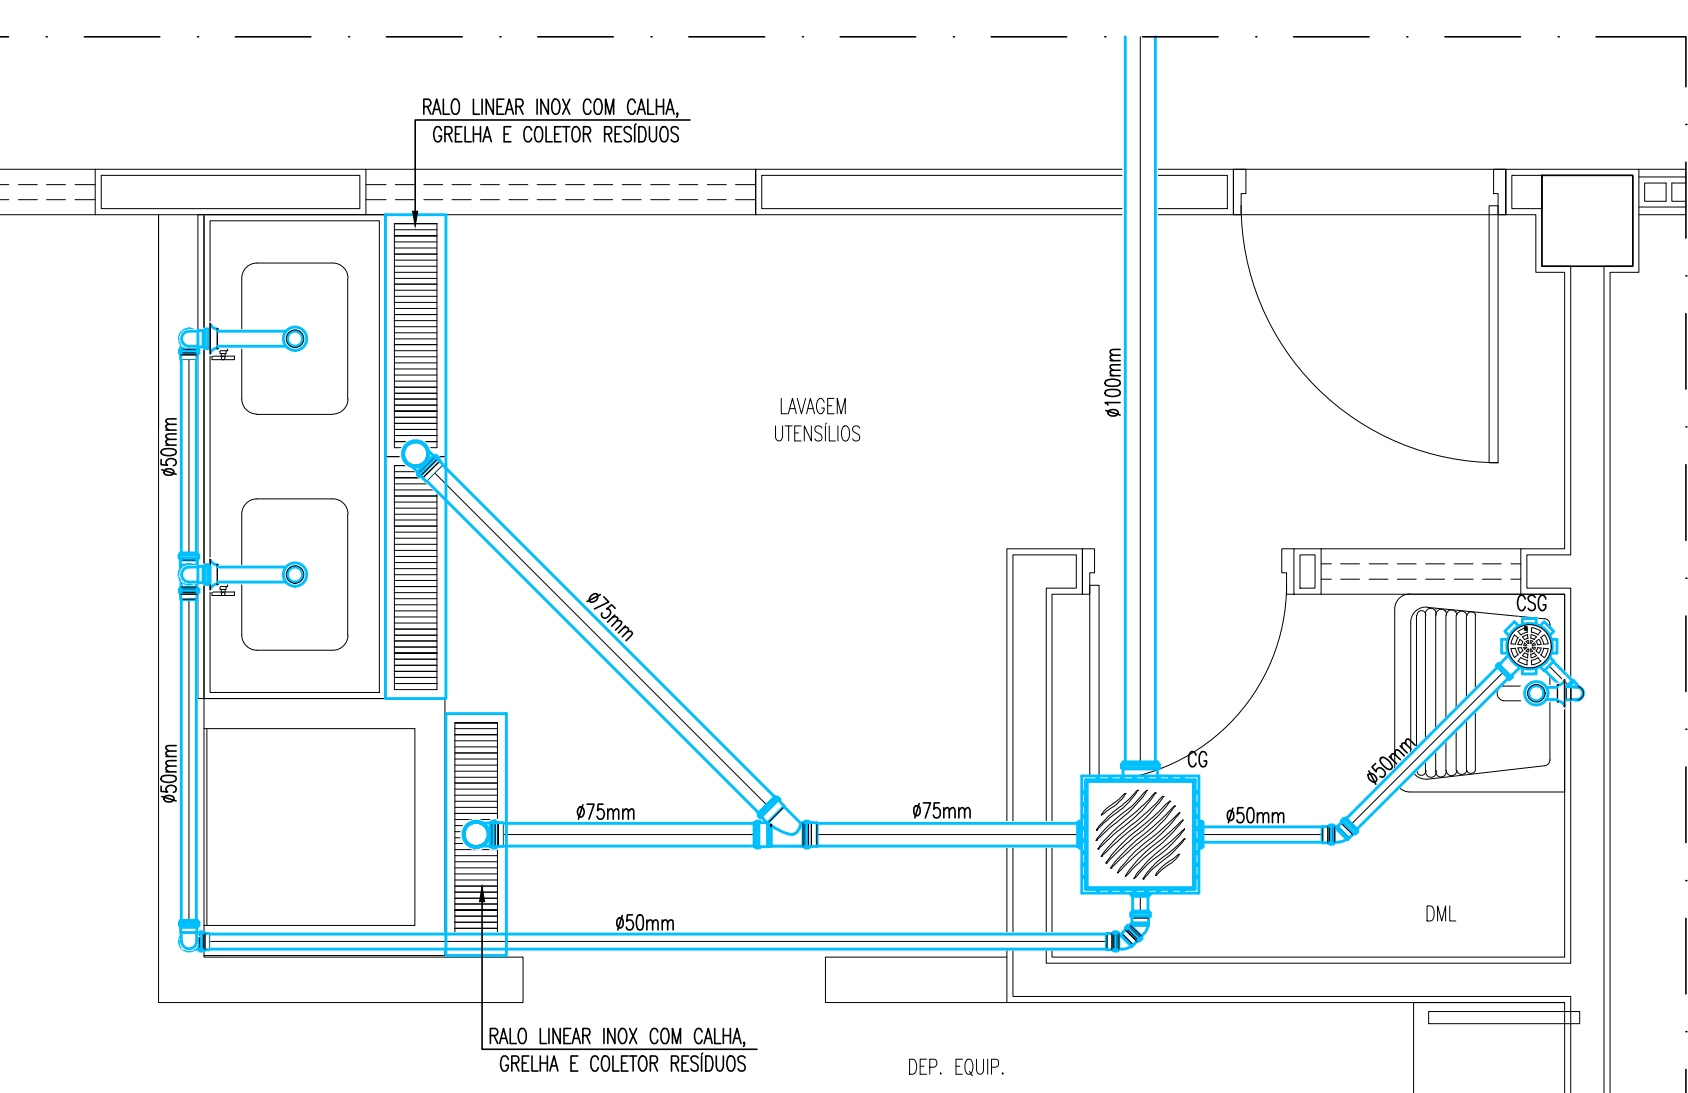 RALO LINEAR INOX COM CALHA,
GRELHA E COLETOR RESÍDUOS
ø100mm
LAVAGEM
UTENSÍLIOS
ø50mm
ø75mm
CSG
ø50mm
CG
ø50mm
ø75mm
ø75mm
ø50mm
ø50mm
DML
RALO LINEAR INOX COM CALHA,
GRELHA E COLETOR RESÍDUOS
DEP. EQUIP.